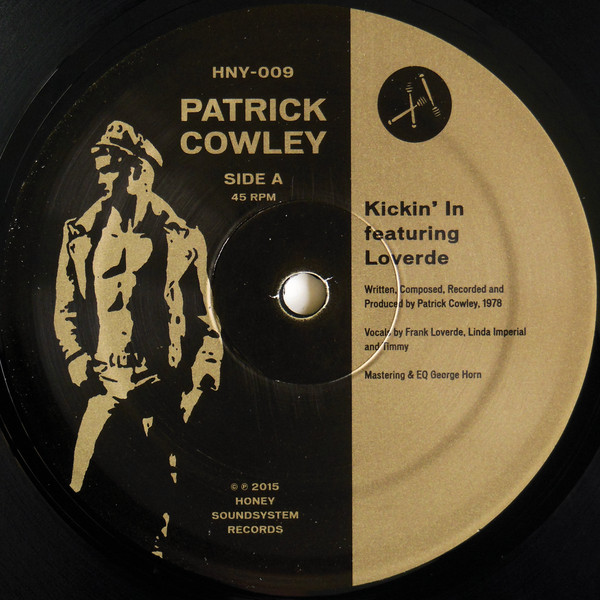 HNY-009
PATRICK
COWLEY
SIDE A
45 RPM
Kickin' In
featuring
Loverde
Written, Composed, Recorded and
Produced by Patrick Cowley, 1978
Vocals by Frank Loverde, Linda Imperial
and Timmy
Mastering & EQ George Horn
© ℗ 2015
HONEY
SOUNDSYSTEM
RECORDS